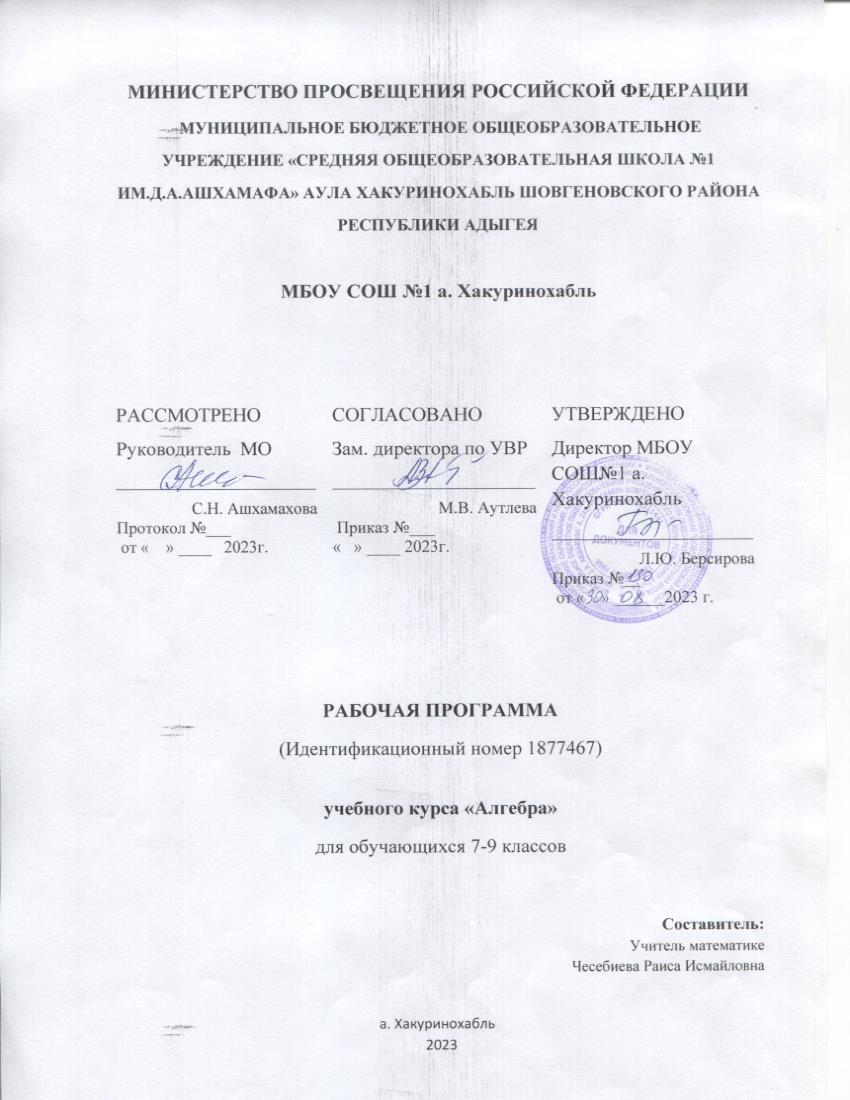 МИНИСТЕРСТВО ПРОСВЕЩЕНИЯ РОССИЙСКОЙ ФЕДЕРАЦИИ
МУНИЦИПАЛЬНОЕ БЮДЖЕТНОЕ ОБЩЕОБРАЗОВАТЕЛЬНОЕ
УЧРЕЖДЕНИЕ «СРЕДНЯЯ ОБЩЕОБРАЗОВАТЕЛЬНАЯ ШКОЛА №1
ИМ.Д.А.АШХАМАФА» АУЛА ХАКУРИНОХАБЛЬ ШОВГЕНОВСКОГО РАЙОНА
РЕСПУБЛИКИ АДЫГЕЯ
МБОУ СОШ №1 а. Хакуринохабль
РАССМОТРЕНО
Руководитель МО
С.Н. Ашхамахова
Протокол №___
от « » ____ 2023г.
СОГЛАСОВАНО
Зам. директора по УВР
М.В. Аутлева
Приказ №___
« » ____ 2023г.
УТВЕРЖДЕНО
Директор МБОУ
СОШ№1 а.
Хакуринохабль
ДЛЯ
ДОКУМЕНТОВ
Л.Ю. Берсирова
Приказ № 130
от «30» 08 2023 г.
РАБОЧАЯ ПРОГРАММА
(Идентификационный номер 1877467)
учебного курса «Алгебра»
для обучающихся 7-9 классов
Составитель:
Учитель математике
Чесебиева Раиса Исмайловна
а. Хакуринохабль
2023